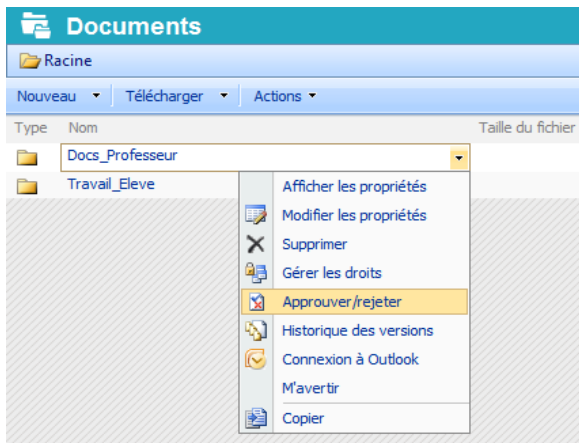 Documents
Racine
Nouveau Télécharger Actions
Type Nom Taille du fichier
Docs_Professeur
Travail_Eleve
Afficher les propriétés
Modifier les propriétés
Supprimer
Gérer les droits
Approuver/rejeter
Historique des versions
Connexion à Outlook
M'avertir
Copier